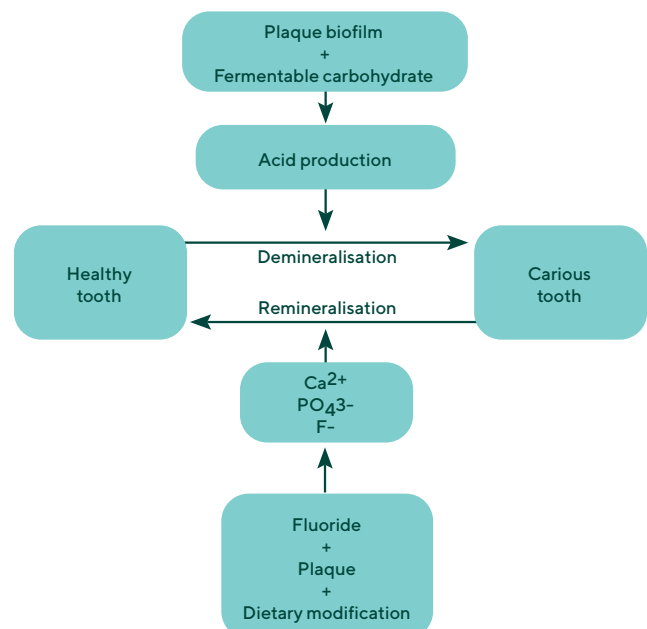 Plaque biofilm
+
Fermentable carbohydrate
Acid production
Demineralisation
Healthy
tooth
Carious
tooth
Remineralisation
Ca2+
PO43-
F-
Fluoride
+
Plaque
+
Dietary modification